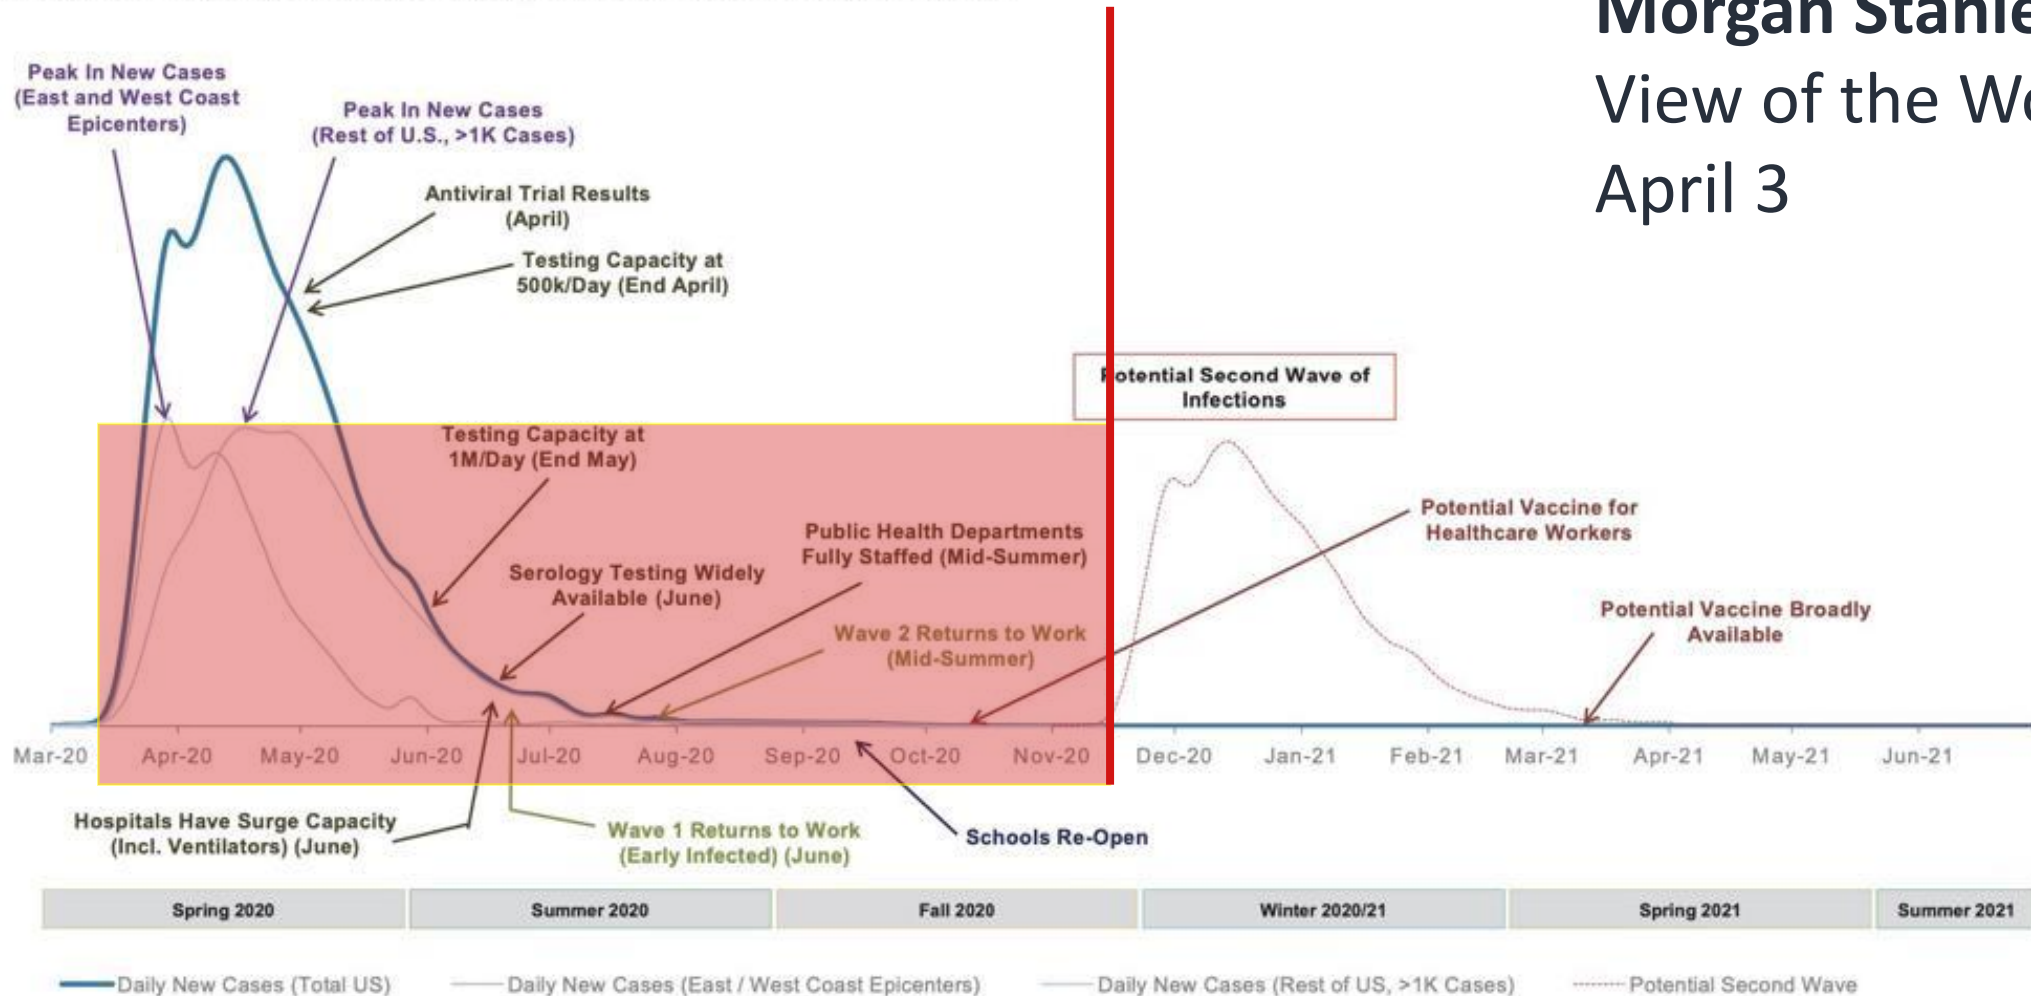 Morgan Stanle
View of the Wo
April 3
Peak In New Cases
(East and West Coast
Epicenters)
Peak In New Cases
(Rest of U.S., >1K Cases)
Antiviral Trial Results
(April)
Testing Capacity at
500k/Day (End April)
Potential Second Wave of
Infections
Testing Capacity at
1M/Day (End May)
Potential Vaccine for
Healthcare Workers
Public Health Departments
Fully Staffed (Mid-Summer)
Serology Testing Widely
Available (June)
Potential Vaccine Broadly
Available
Wave 2 Returns to Work
(Mid-Summer)
Mar-20 Apr-20 May-20 Jun-20 Jul-20 Aug-20 Sep-20 Oct-20 Nov-20 Dec-20 Jan-21 Feb-21 Mar-21 Apr-21 May-21 Jun-21
Hospitals Have Surge Capacity
(Incl. Ventilators) (June)
Wave 1 Returns to Work
(Early Infected) (June)
Schools Re-Open
Spring 2020 Summer 2020 Fall 2020 Winter 2020/21 Spring 2021 Summer 2021
Daily New Cases (Total US) Daily New Cases (East / West Coast Epicenters) Daily New Cases (Rest of US, >1K Cases) Potential Second Wave